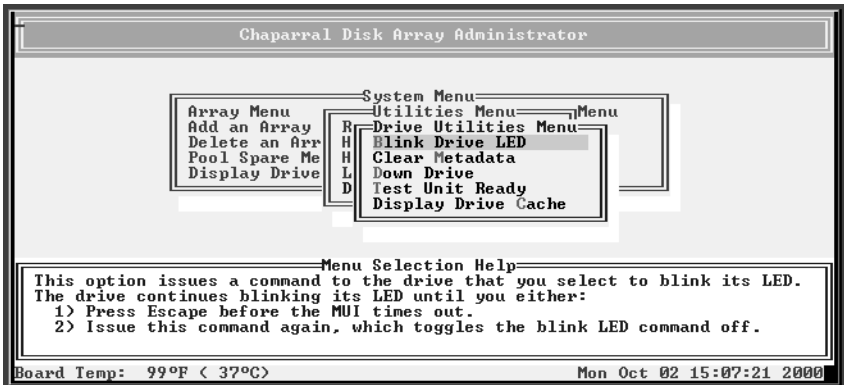 Chaparral Disk Array Administrator
System Menu
Array Menu
Utilities Menu
Menu
Add an Array
R
Drive Utilities Menu
Delete an Arr
H
Blink Drive LED
Pool Spare Me
H
Clear Metadata
Display Drive
L
Down Drive
D
Test Unit Ready
Display Drive Cache
Menu Selection Help
This option issues a command to the drive that you select to blink its LED.
The drive continues blinking its LED until you either:
1) Press Escape before the MUI times out.
2) Issue this command again, which toggles the blink LED command off.
Board Temp: 99ºF ( 37ºC)
Mon Oct 02 15:07:21 2000